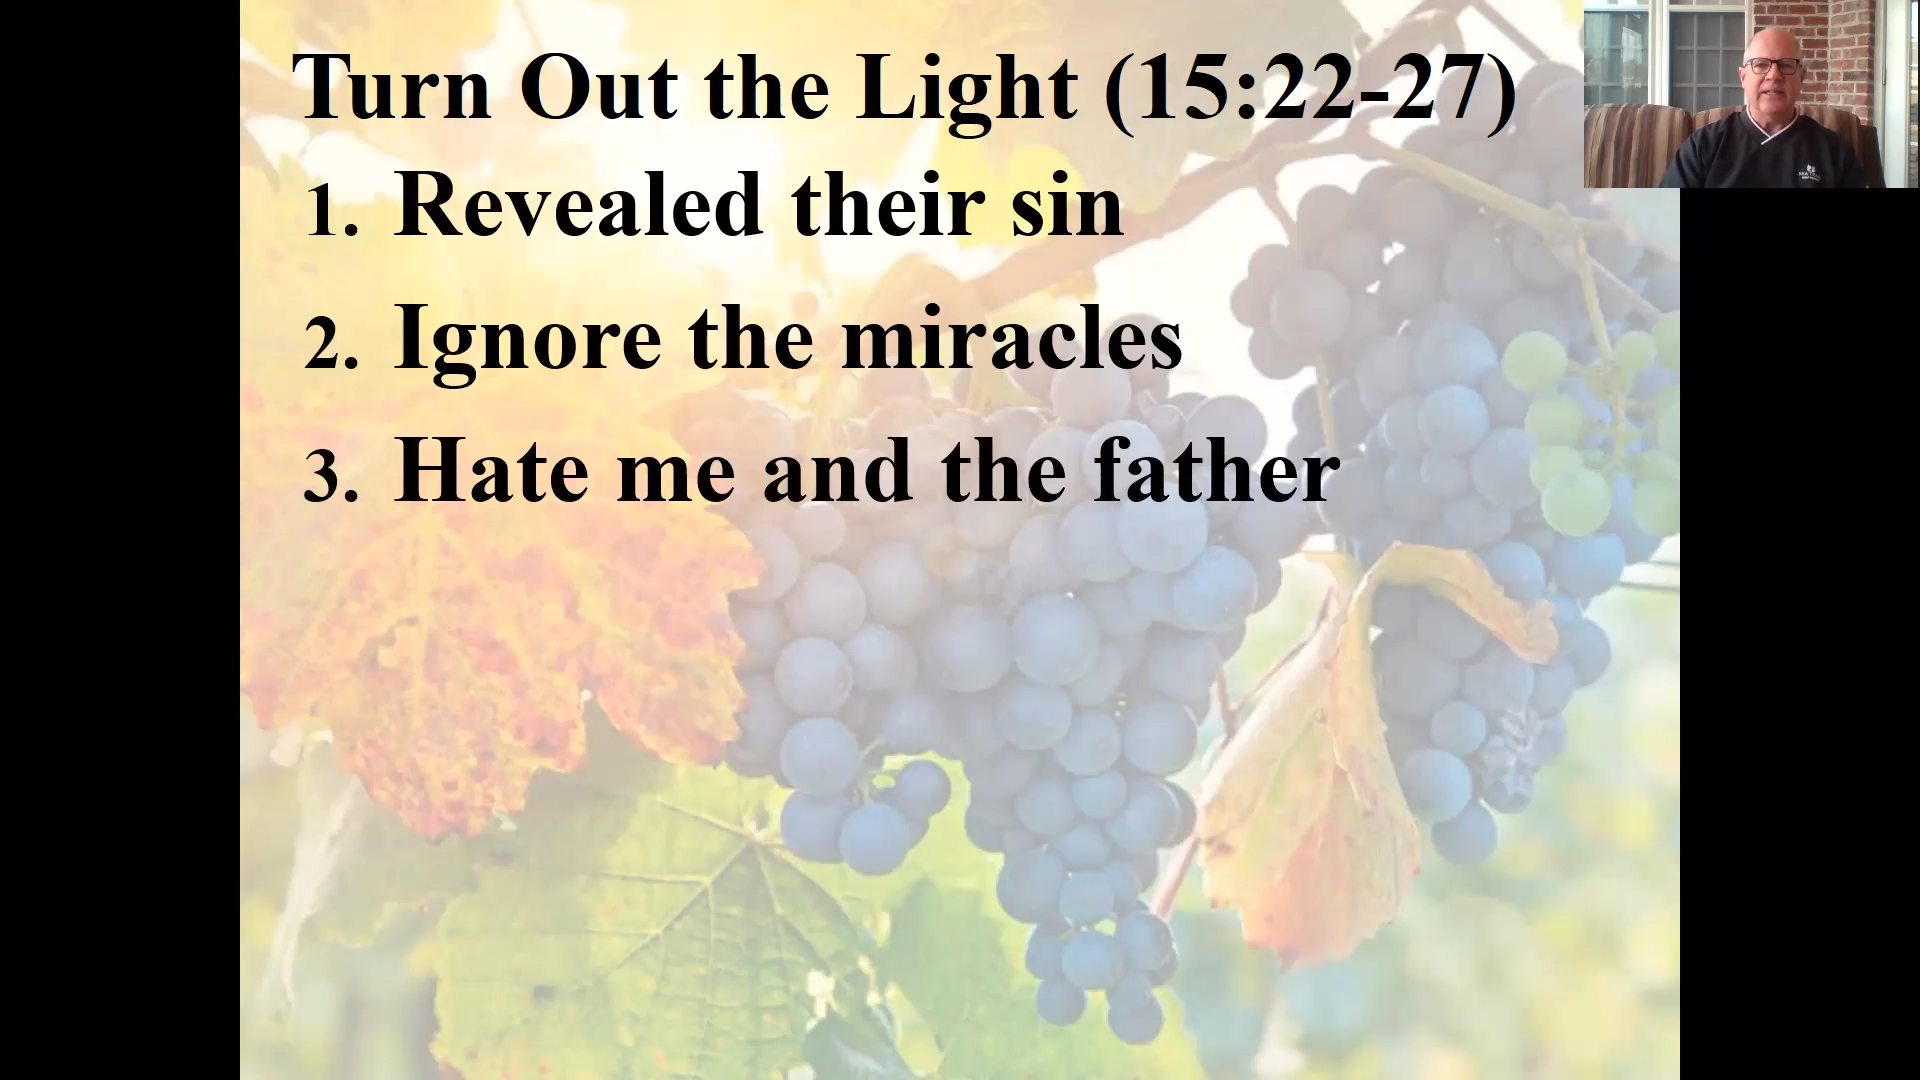 Turn Out the Light (15:22-27)
1. Revealed their sin
2. Ignore the miracles
3. Hate me and the father